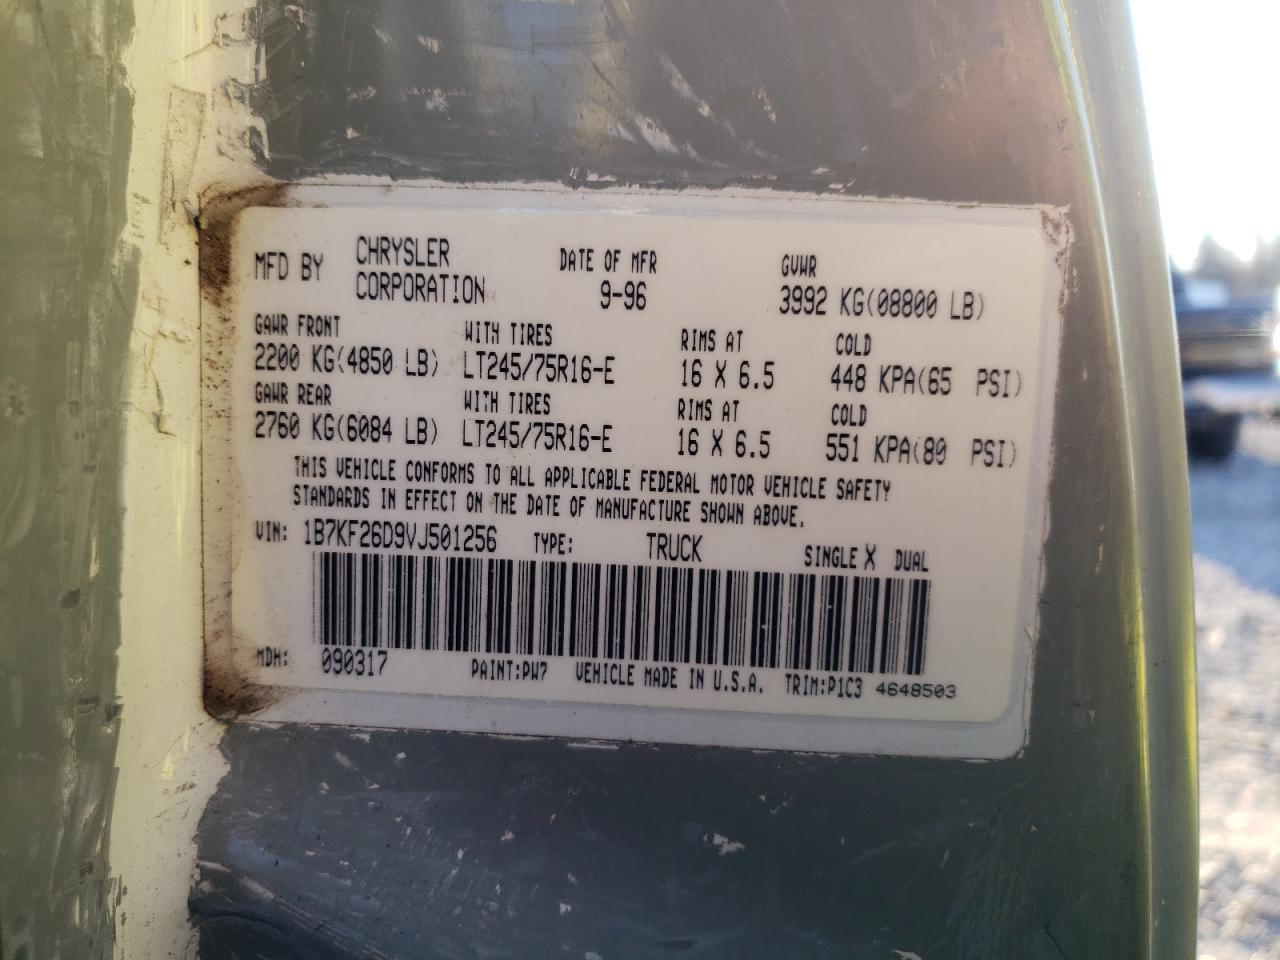 MFD BY CHRYSLER CORPORATION DATE OF MFR 9-96 GVWR 3992 KG(08800 LB)
GAWR FRONT WITH TIRES RIMS AT COLD
2200 KG(4850 LB) LT245/75R16-E 16 X 6.5 448 KPA(65 PSI)
GAWR REAR WITH TIRES RIMS AT COLD
2760 KG(6084 LB) LT245/75R16-E 16 X 6.5 551 KPA(80 PSI)
THIS VEHICLE CONFORMS TO ALL APPLICABLE FEDERAL MOTOR VEHICLE SAFETY
STANDARDS IN EFFECT ON THE DATE OF MANUFACTURE SHOWN ABOVE.
VIN: 1B7KF26D9VJ501256 TYPE: TRUCK SINGLE X DUAL
MDH: 090317 PAINT:PW7 VEHICLE MADE IN U.S.A. TRIM:P1C3 4648503